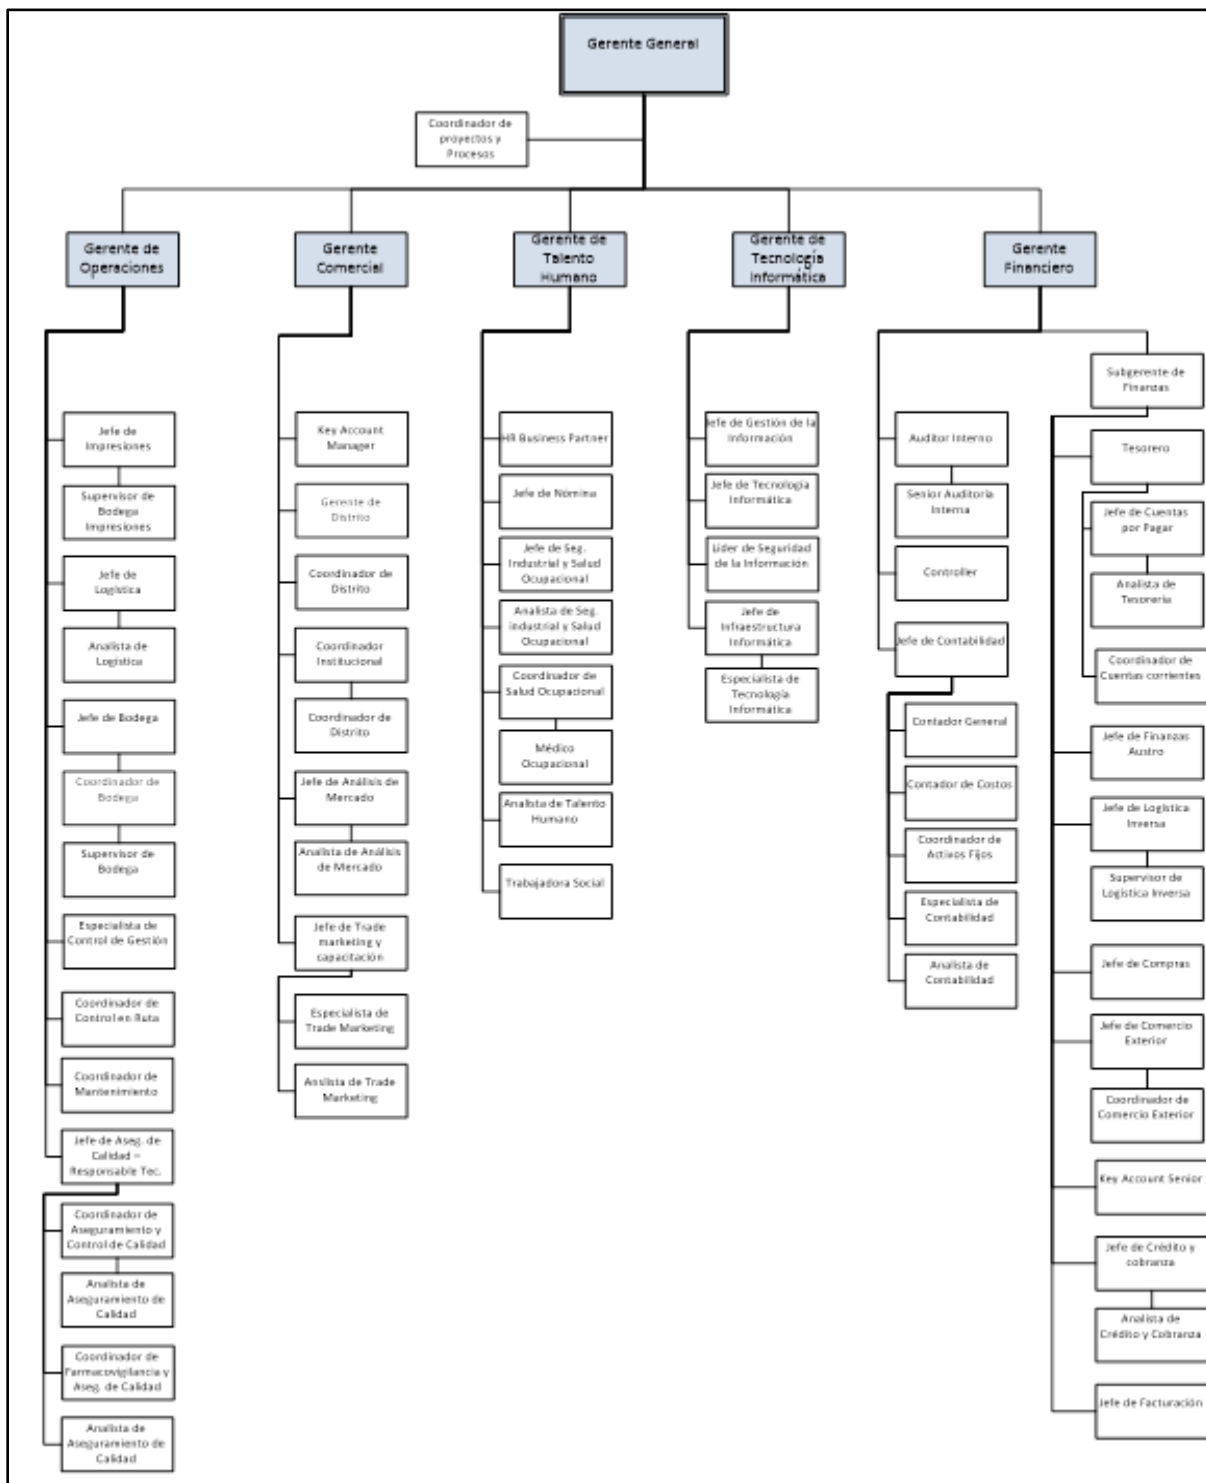 Gerente General
Coordinador de
proyectos y
Procesos
Gerente de
Operaciones
Gerente
Comercial
Gerente de
Talento
Humano
Gerente de
Tecnología
Informática
Gerente
Financiero
Jefe de
Impresiones
Supervisor de
Bodega
Impresiones
Jefe de
Logística
Analista de
Logística
Jefe de Bodega
Coordinador de
Bodega
Supervisor de
Bodega
Especialista de
Control de Gestión
Coordinador de
Control en Ruta
Coordinador de
Mantenimiento
Jefe de Aseg. de
Calidad –
Responsable Tec.
Coordinador de
Aseguramiento y
Control de Calidad
Analista de
Aseguramiento de
Calidad
Coordinador de
Farmacovigilancia y
Aseg. de Calidad
Analista de
Aseguramiento de
Calidad
Key Account
Manager
Gerente de
Distrito
Coordinador de
Distrito
Coordinador
Institucional
Coordinador de
Distrito
Jefe de Análisis de
Mercado
Analista de Análisis
de Mercado
Jefe de Trade
marketing y
capacitación
Especialista de
Trade Marketing
Analista de Trade
Marketing
HR Business Partner
Jefe de Nómina
Jefe de Seg.
Industrial y Salud
Ocupacional
Analista de Seg.
industrial y Salud
Ocupacional
Coordinador de
Salud Ocupacional
Médico
Ocupacional
Analista de Talento
Humano
Trabajadora Social
Jefe de Gestión de la
Información
Jefe de Tecnología
Informática
Líder de Seguridad
de la Información
Jefe de
Infraestructura
Informática
Especialista de
Tecnología
Informática
Auditor Interno
Senior Auditoría
Interna
Controller
Jefe de Contabilidad
Contador General
Contador de Costos
Coordinador de
Activos Fijos
Especialista de
Contabilidad
Analista de
Contabilidad
Subgerente de
Finanzas
Tesorero
Jefe de Cuentas
por Pagar
Analista de
Tesorería
Coordinador de
Cuentas corrientes
Jefe de Finanzas
Austro
Jefe de Logística
Inversa
Supervisor de
Logística Inversa
Jefe de Compras
Jefe de Comercio
Exterior
Coordinador de
Comercio Exterior
Key Account Senior
Jefe de Crédito y
cobranza
Analista de
Crédito y Cobranza
Jefe de Facturación